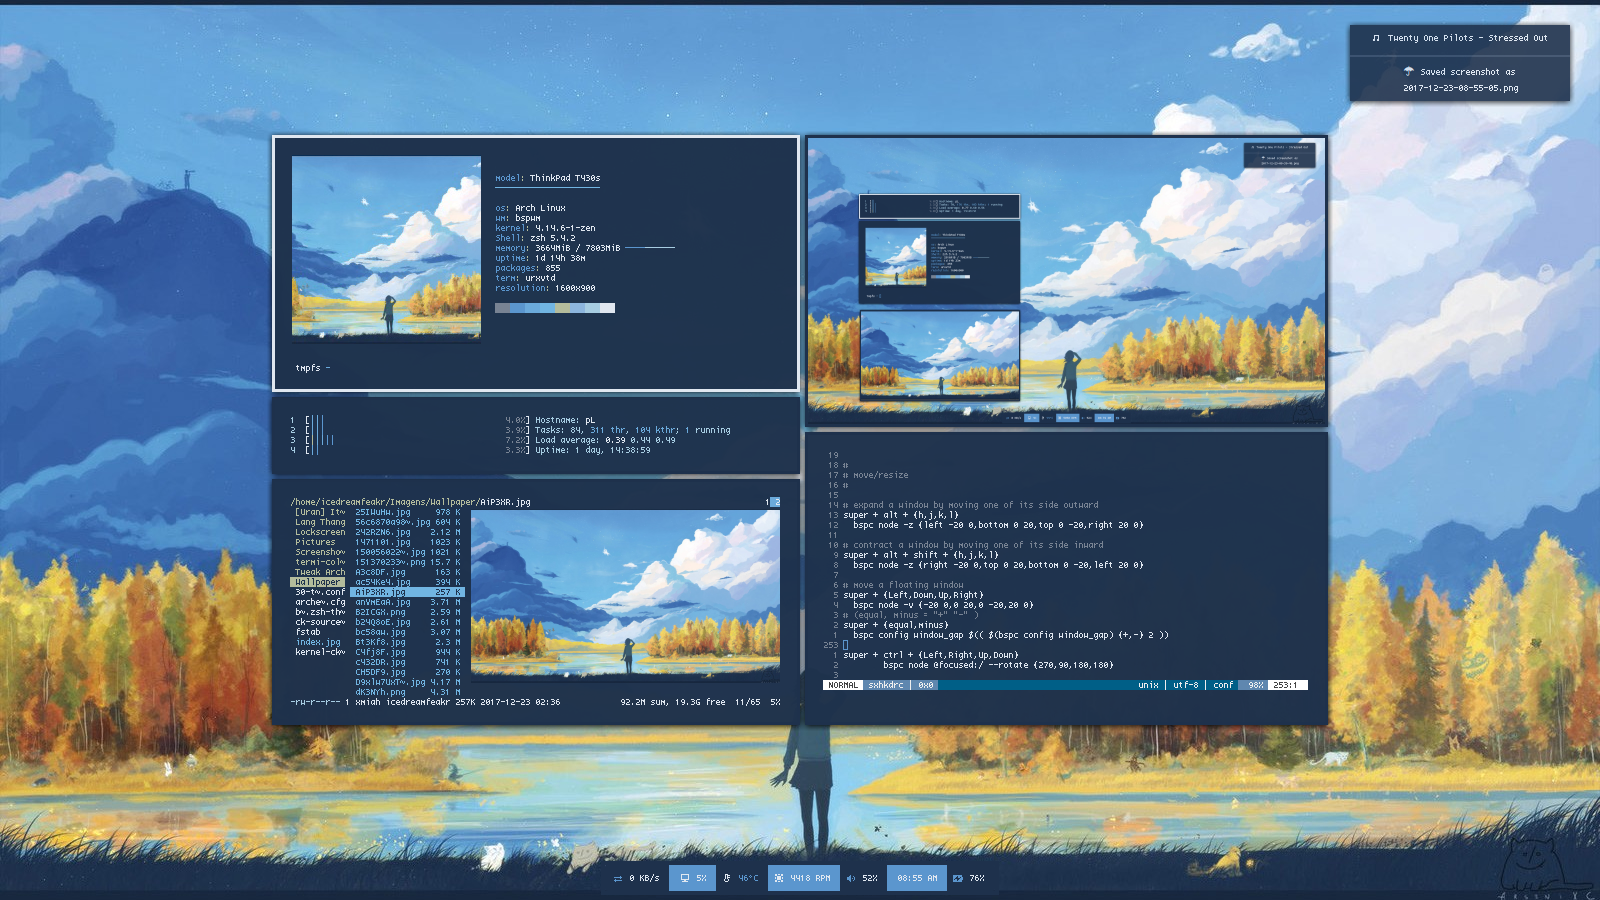 Twenty One Pilots - Stressed Out
Saved screenshot as
2017-12-23-08-55-05.png
model: ThinkPad T430s
os: Arch Linux
wm: bspwm
kernel: 4.14.6-1-zen
Shell: zsh 5.4.2
memory: 3664MiB / 7803MiB
uptime: 1d 14h 38m
packages: 855
term: urxvtd
resolution: 1600x900
tmpfs ~
1 [||| 4.0%] Hostname: pL
2 [||| 3.9%] Tasks: 84, 311 thr, 104 kthr; 1 running
3 [||||| 7.2%] Load average: 0.39 0.44 0.49
4 [|| 3.3%] Uptime: 1 day, 14:38:59
/home/icedreamfeakr/Imagens/Wallpaper/AiP3XR.jpg 1 2
[Uran] It~ 25IWuHw.jpg 978 K
Lang Thang 56c6870a98~.jpg 604 K
Lockscreen 242RZN6.jpg 2.12 M
Pictures 1471101.jpg 1023 K
Screensho~ 150056022~.jpg 1021 K
termi-col~ 151370233~.png 15.7 K
Tweak Arch A3c8DF.jpg 163 K
Wallpaper ac54Ke4.jpg 394 K
30-t~.conf AiP3XR.jpg 257 K
arche~.cfg anVmEaA.jpg 3.71 M
b~.zsh-th~ B2ICGX.png 2.59 M
ck-source~ b24Q8oE.jpg 2.61 M
fstab bc58aw.jpg 3.07 M
index.jpg Bt3Kf8.jpg 2.3 M
kernel-ck~ C4fj8F.jpg 944 K
c432DR.jpg 741 K
CH5DF9.jpg 270 K
D9xlw7UxT~.jpg 4.17 M
dK3NYh.png 4.31 M
-rw-r--r-- 1 xmiah icedreamfeakr 257K 2017-12-23 02:36 92.2M sum, 19.3G free 11/65 5%
19
18 #
17 # move/resize
16 #
15
14 # expand a window by moving one of its side outward
13 super + alt + {h,j,k,l}
12 bspc node -z {left -20 0,bottom 0 20,top 0 -20,right 20 0}
11
10 # contract a window by moving one of its side inward
9 super + alt + shift + {h,j,k,l}
8 bspc node -z {right -20 0,top 0 20,bottom 0 -20,left 20 0}
7
6 # move a floating window
5 super + {Left,Down,Up,Right}
4 bspc node -v {-20 0,0 20,0 -20,20 0}
3 # (equal, minus = "+" "-" )
2 super + {equal,minus}
1 bspc config window_gap $(( $(bspc config window_gap) {+,-} 2 ))
253
1 super + ctrl + {Left,Right,Up,Down}
2 bspc node @focused:/ --rotate {270,90,180,180}
3
NORMAL sxhkdrc | 0x0 unix | utf-8 | conf 98% 253:1
0 KB/s 5% 46°C 4418 RPM 52% 08:55 AM 76%
ARSENIXC